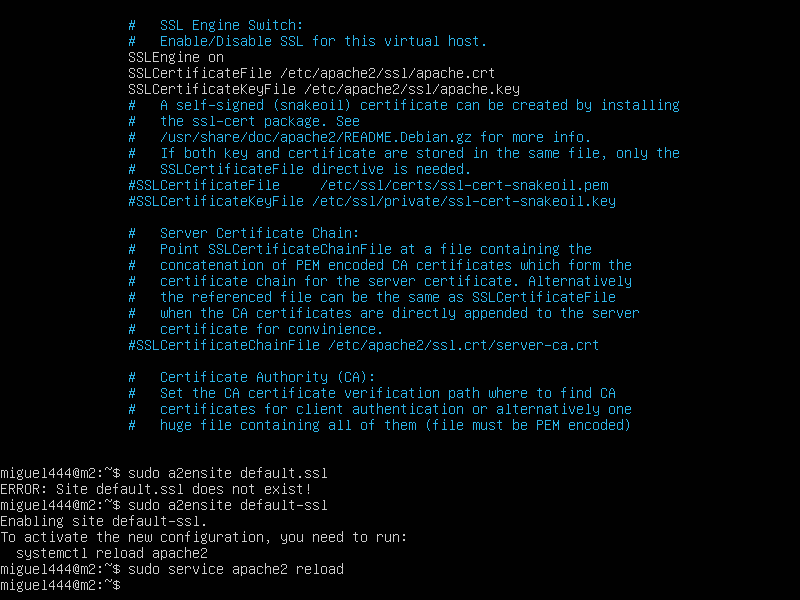 #   SSL Engine Switch:
#   Enable/Disable SSL for this virtual host.
SSLEngine on
SSLCertificateFile /etc/apache2/ssl/apache.crt
SSLCertificateKeyFile /etc/apache2/ssl/apache.key
#   A self-signed (snakeoil) certificate can be created by installing
#   the ssl-cert package. See
#   /usr/share/doc/apache2/README.Debian.gz for more info.
#   If both key and certificate are stored in the same file, only the
#   SSLCertificateFile directive is needed.
#SSLCertificateFile     /etc/ssl/certs/ssl-cert-snakeoil.pem
#SSLCertificateKeyFile /etc/ssl/private/ssl-cert-snakeoil.key
#   Server Certificate Chain:
#   Point SSLCertificateChainFile at a file containing the
#   concatenation of PEM encoded CA certificates which form the
#   certificate chain for the server certificate. Alternatively
#   the referenced file can be the same as SSLCertificateFile
#   when the CA certificates are directly appended to the server
#   certificate for convinience.
#SSLCertificateChainFile /etc/apache2/ssl.crt/server-ca.crt
#   Certificate Authority (CA):
#   Set the CA certificate verification path where to find CA
#   certificates for client authentication or alternatively one
#   huge file containing all of them (file must be PEM encoded)
miguel444@m2:~$ sudo a2ensite default.ssl
ERROR: Site default.ssl does not exist!
miguel444@m2:~$ sudo a2ensite default-ssl
Enabling site default-ssl.
To activate the new configuration, you need to run:
  systemctl reload apache2
miguel444@m2:~$ sudo service apache2 reload
miguel444@m2:~$